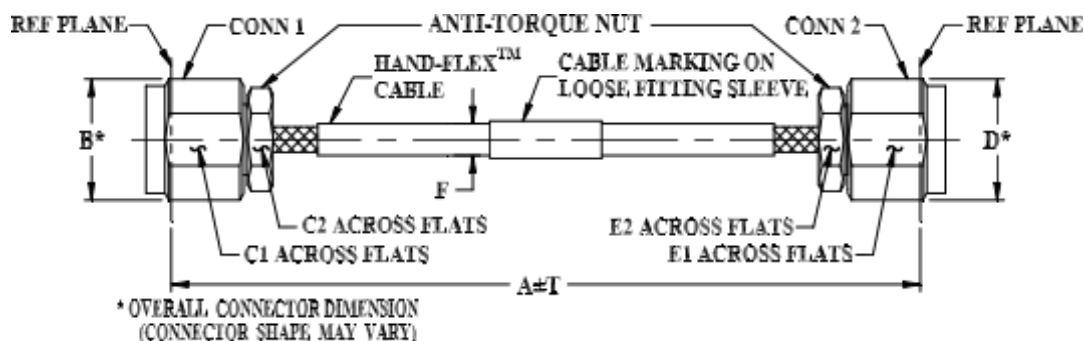 REF PLANE
CONN 1
ANTI-TORQUE NUT
CONN 2
REF PLANE
HAND-FLEX™
CABLE
CABLE MARKING ON
LOOSE FITTING SLEEVE
B*
D*
F
C2 ACROSS FLATS
E2 ACROSS FLATS
C1 ACROSS FLATS
E1 ACROSS FLATS
A±T
* OVERALL CONNECTOR DIMENSION
(CONNECTOR SHAPE MAY VARY)